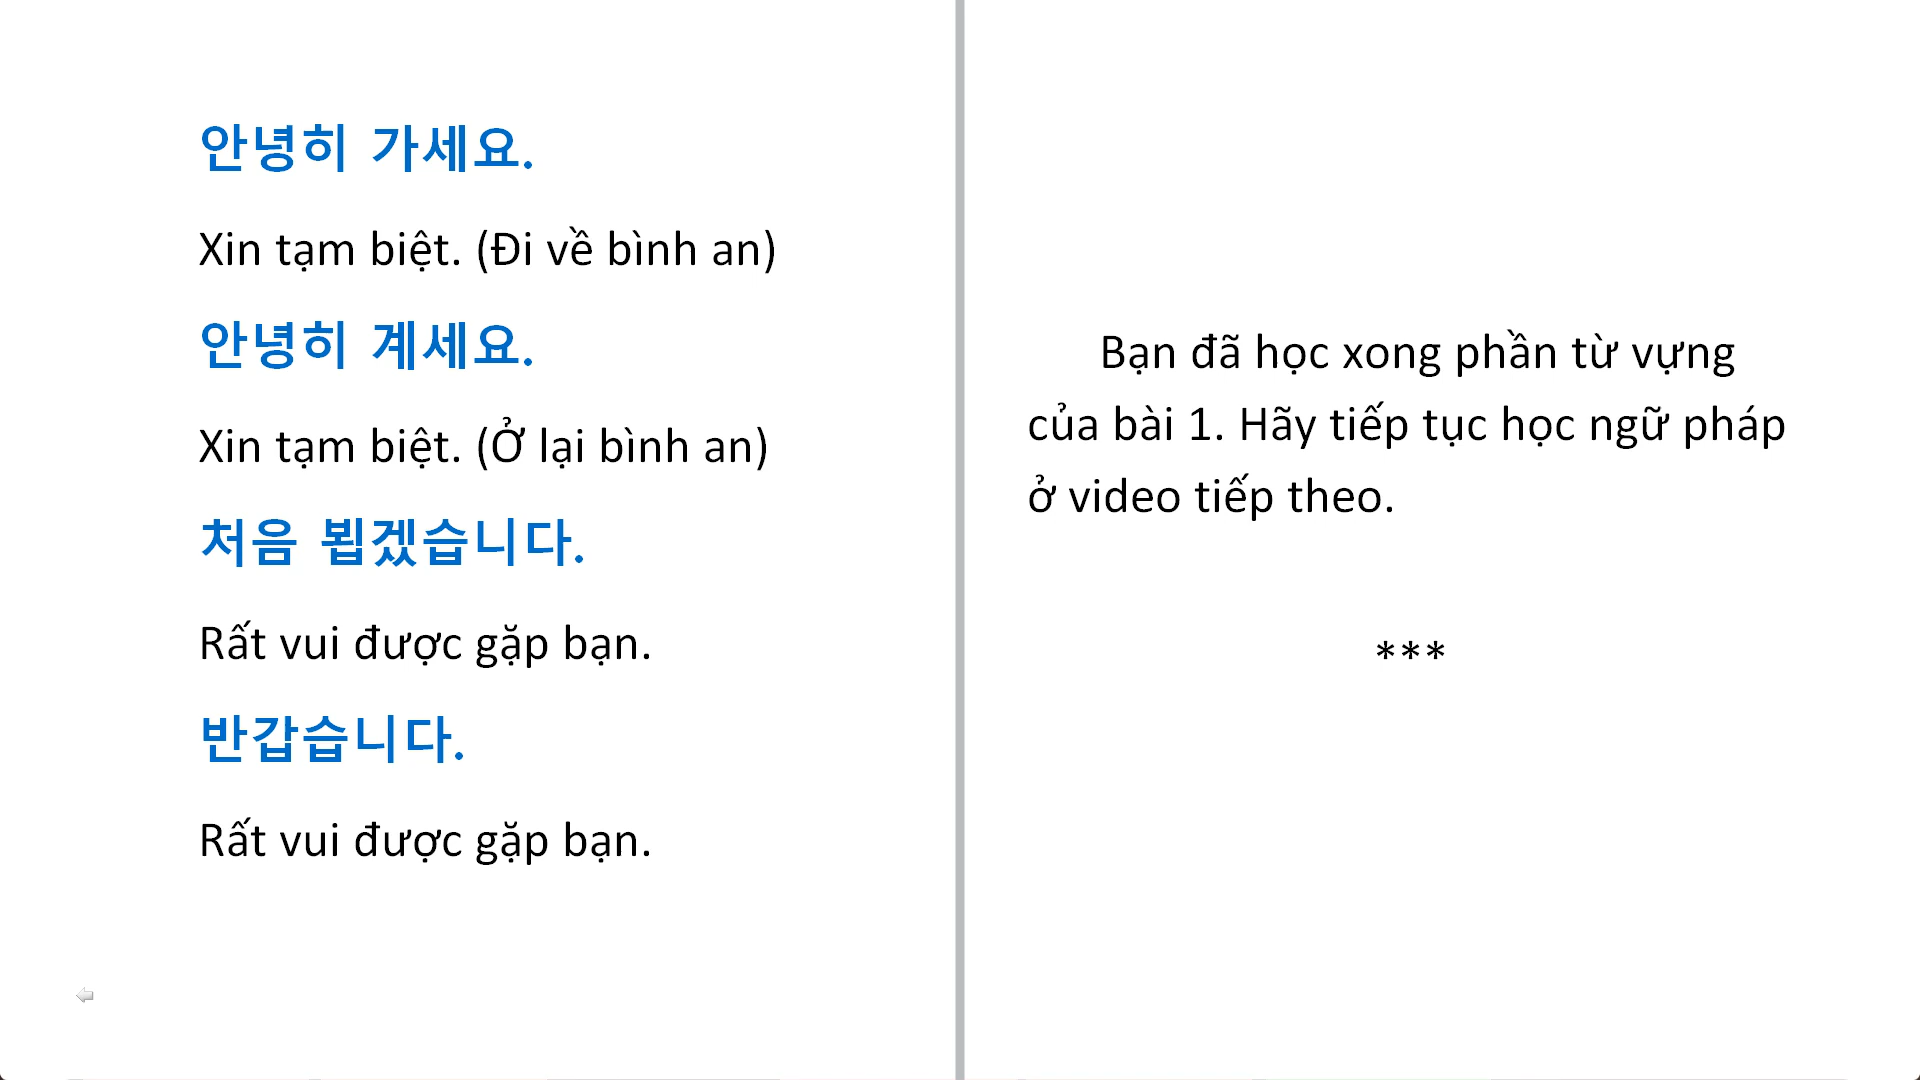 안녕히 가세요.
Xin tạm biệt. (Đi về bình an)
안녕히 계세요.
Xin tạm biệt. (Ở lại bình an)
처음 뵙겠습니다.
Rất vui được gặp bạn.
반갑습니다.
Rất vui được gặp bạn.
Bạn đã học xong phần từ vựng
của bài 1. Hãy tiếp tục học ngữ pháp
ở video tiếp theo.
***